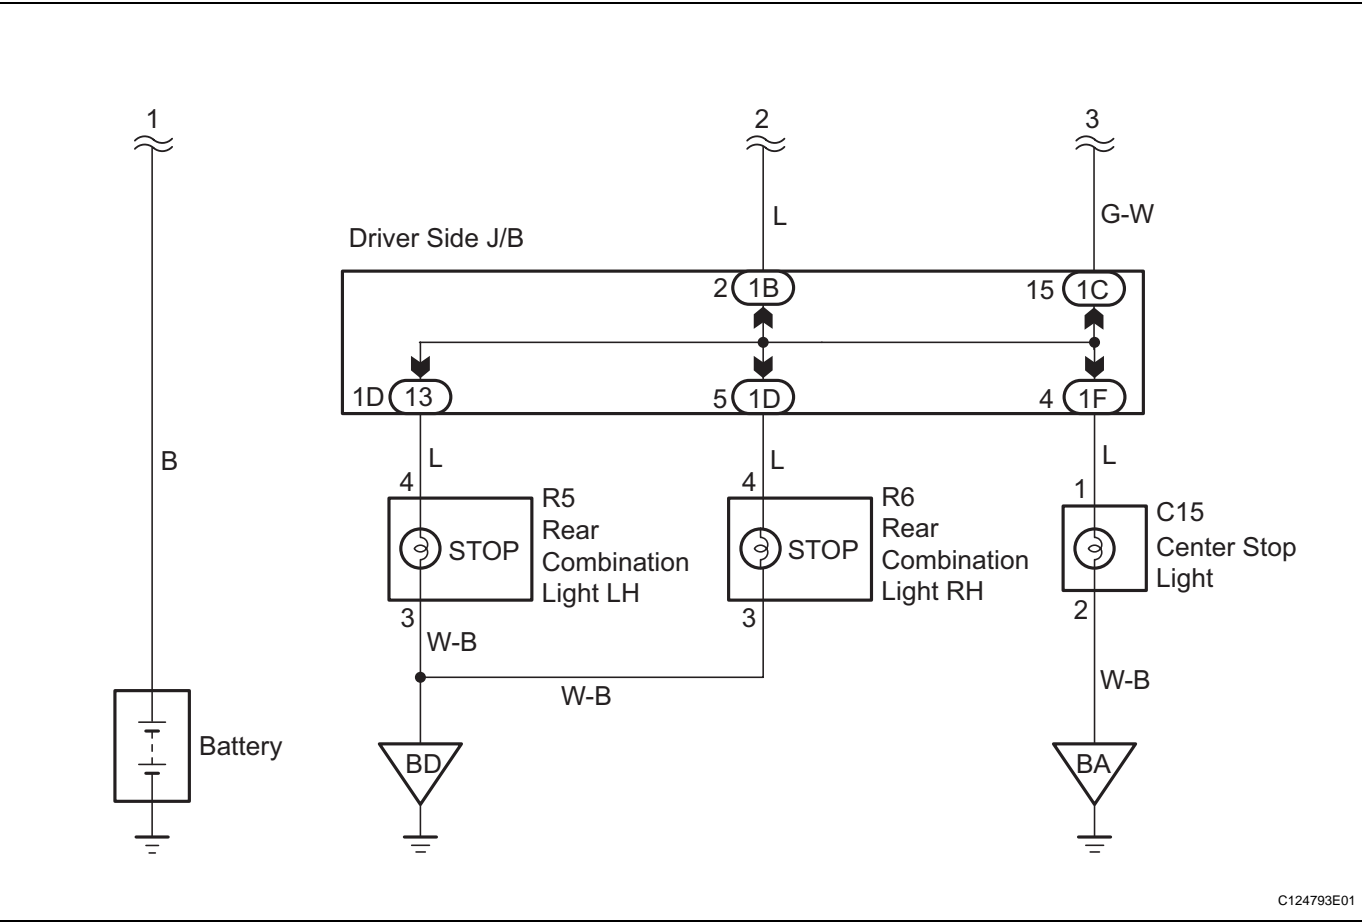 1
2
3
L
G-W
Driver Side J/B
2 1B
15 1C
1D 13
5 1D
4 1F
B
L
L
L
4
4
1
R5
Rear
Combination
Light LH
STOP
R6
Rear
Combination
Light RH
STOP
C15
Center Stop
Light
3
3
2
W-B
W-B
W-B
Battery
BD
BA
C124793E01